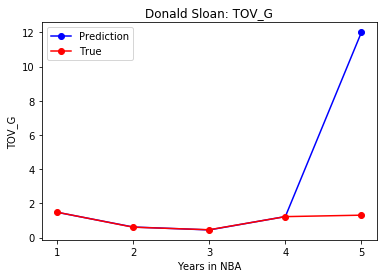 Donald Sloan: TOV_G
Prediction
True
12
10
8
6
4
2
0
TOV_G
1 2 3 4 5
Years in NBA